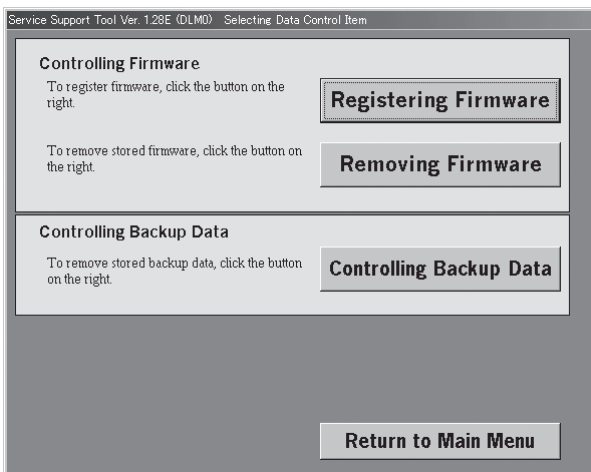 Service Support Tool Ver. 1.28E (DLM0)   Selecting Data Control Item
Controlling Firmware
To register firmware, click the button on the
right.
Registering Firmware
To remove stored firmware, click the button on
the right.
Removing Firmware
Controlling Backup Data
To remove stored backup data, click the button
on the right.
Controlling Backup Data
Return to Main Menu